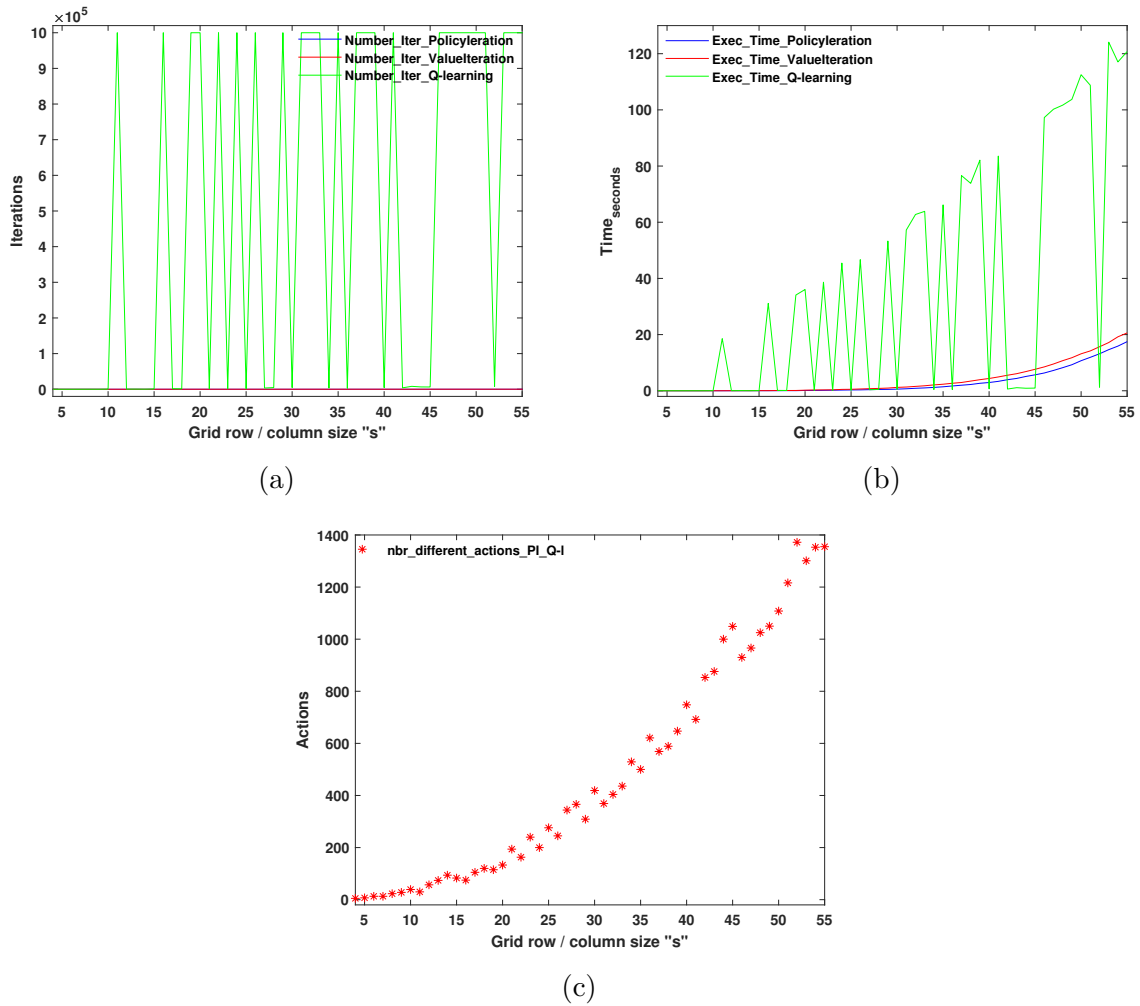 ×10⁵
10
9
8
7
6
5
4
3
2
1
0
Iterations
Number_Iter_Policyleration
Number_Iter_ValueIteration
Number_Iter_Q-learning
5 10 15 20 25 30 35 40 45 50 55
Grid row / column size "s"
(a)
120
100
80
60
40
20
0
Time_seconds
Exec_Time_Policyleration
Exec_Time_ValueIteration
Exec_Time_Q-learning
5 10 15 20 25 30 35 40 45 50 55
Grid row / column size "s"
(b)
1400
1200
1000
800
600
400
200
0
Actions
nbr_different_actions_PI_Q-l
5 10 15 20 25 30 35 40 45 50 55
Grid row / column size "s"
(c)